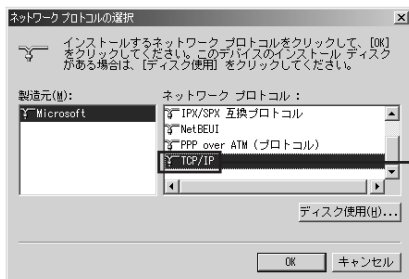 ネットワーク プロトコルの選択
インストールするネットワーク プロトコルをクリックして、[OK]
をクリックしてください。このデバイスのインストール ディスク
がある場合は、[ディスク使用] をクリックしてください。
製造元(M):
Microsoft
ネットワーク プロトコル :
IPX/SPX 互換プロトコル
NetBEUI
PPP over ATM (プロトコル)
TCP/IP
ディスク使用(H)...
OK
キャンセル